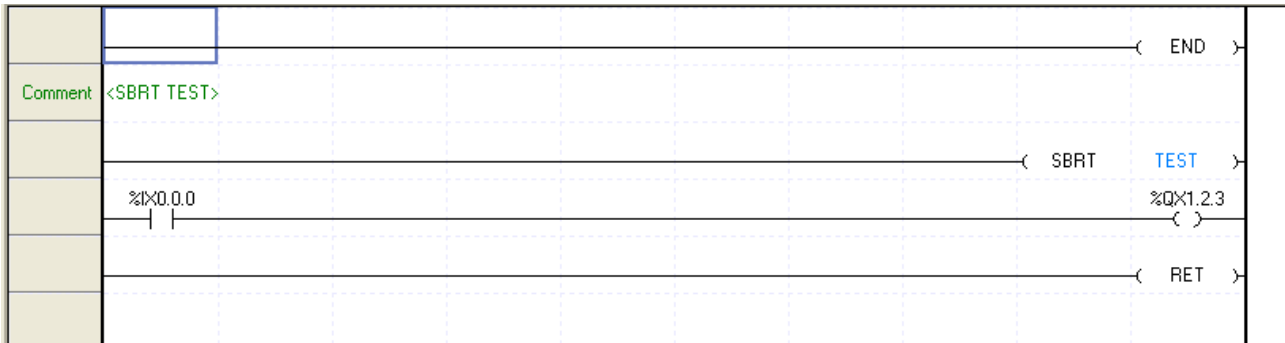 END
Comment <SBRT TEST>
SBRT TEST
%IX0.0.0 %QX1.2.3
RET